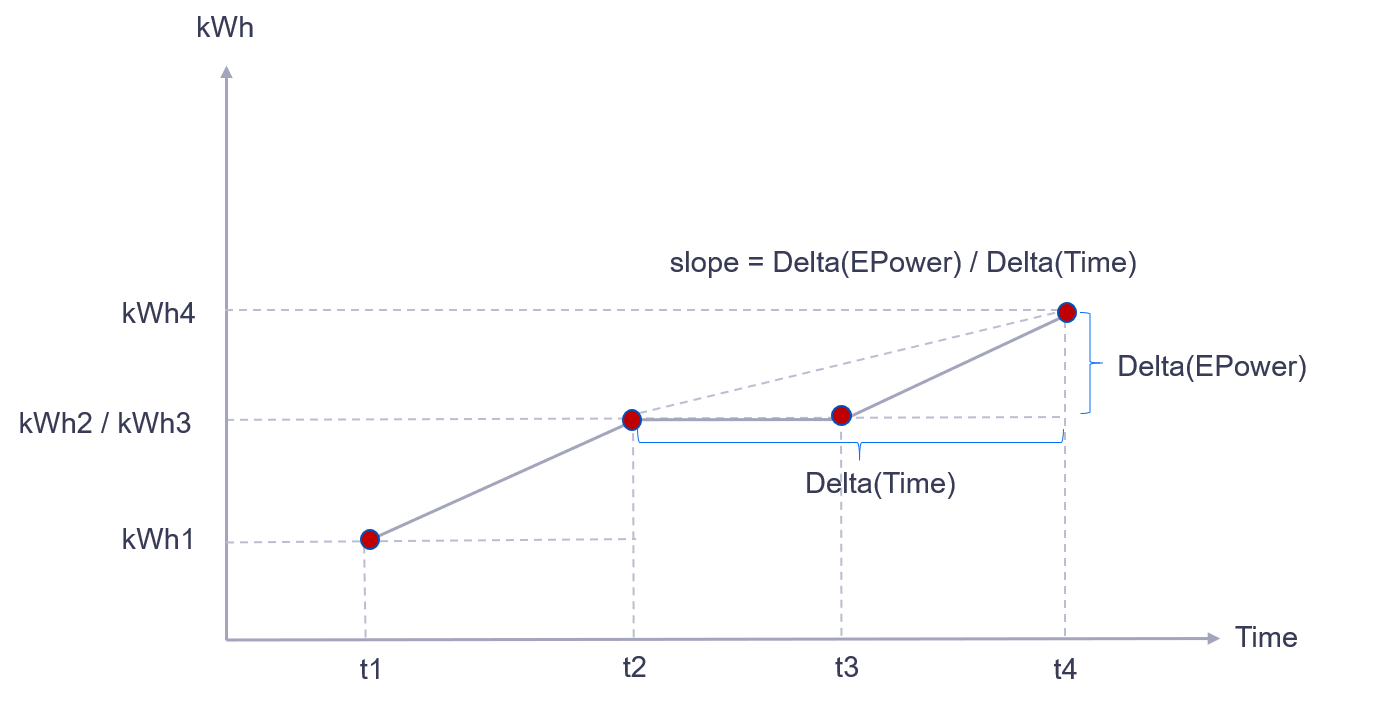 kWh
slope = Delta(EPower) / Delta(Time)
kWh4
Delta(EPower)
kWh2 / kWh3
Delta(Time)
kWh1
Time
t1
t2
t3
t4